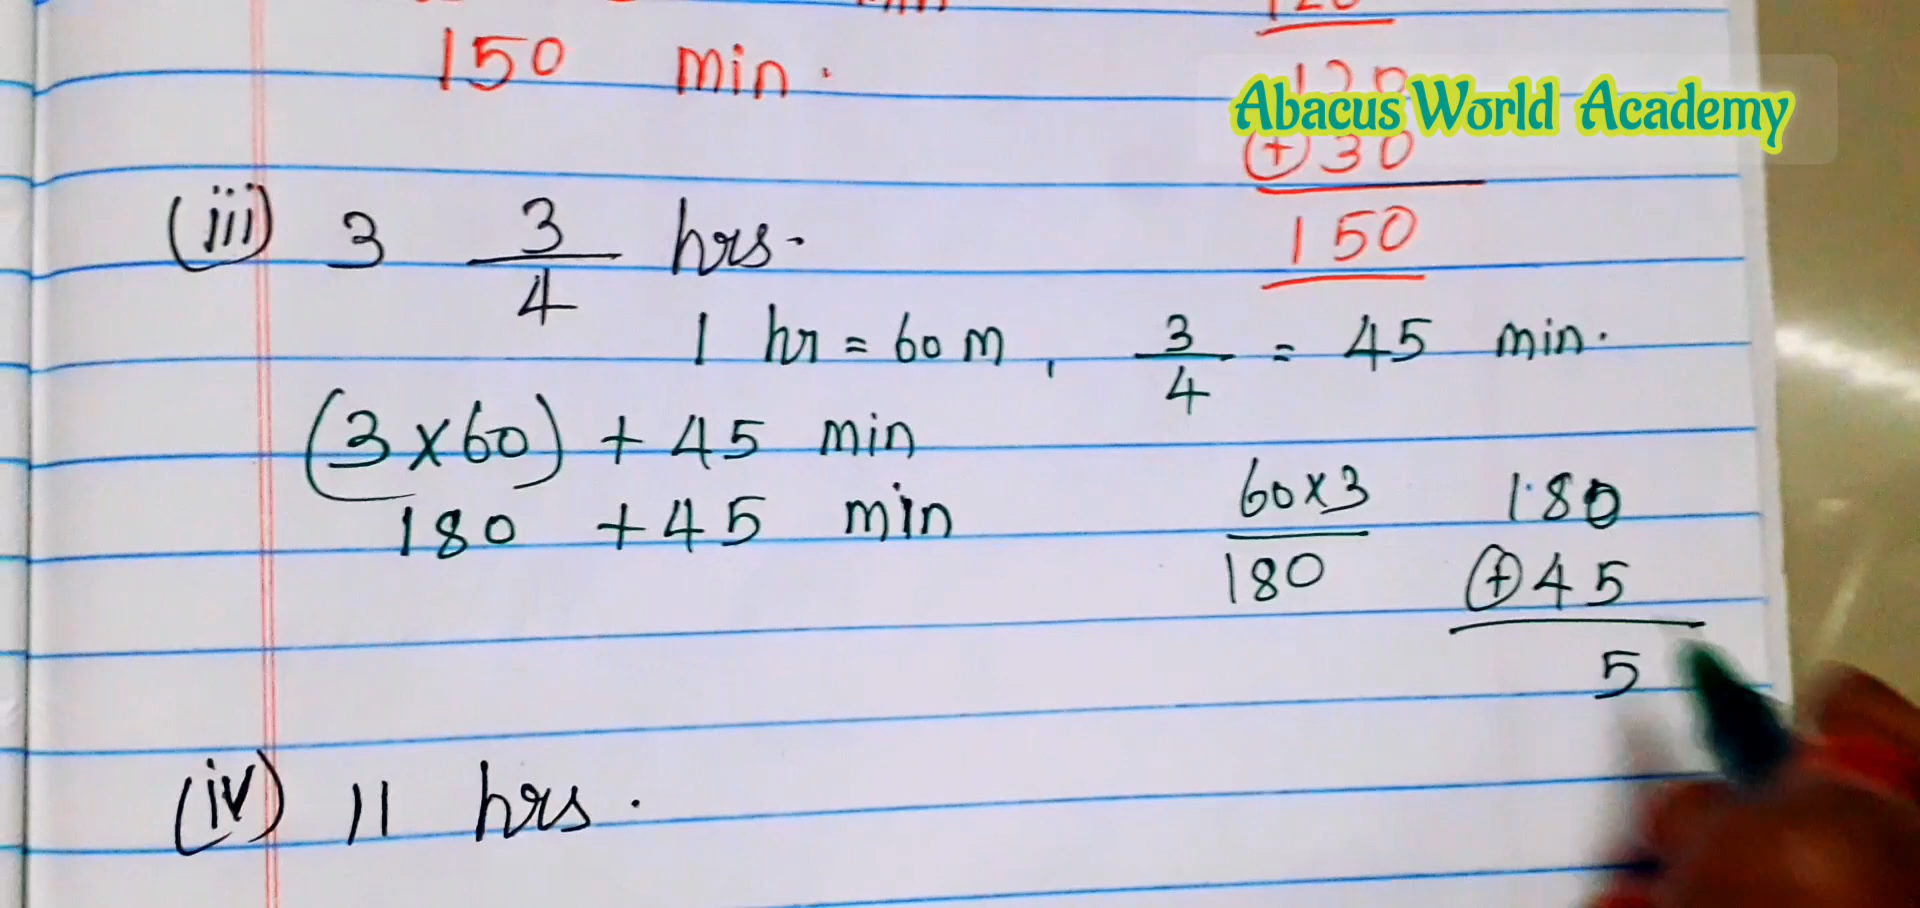 150 min.
120
+ 30
150
Abacus World Academy
(iii) 3 3/4 hrs.
1 hr = 60 m, 3/4 = 45 min.
(3 x 60) + 45 min
180 + 45 min
60 x 3
180
180
+ 45
5
(iv) 11 hrs.